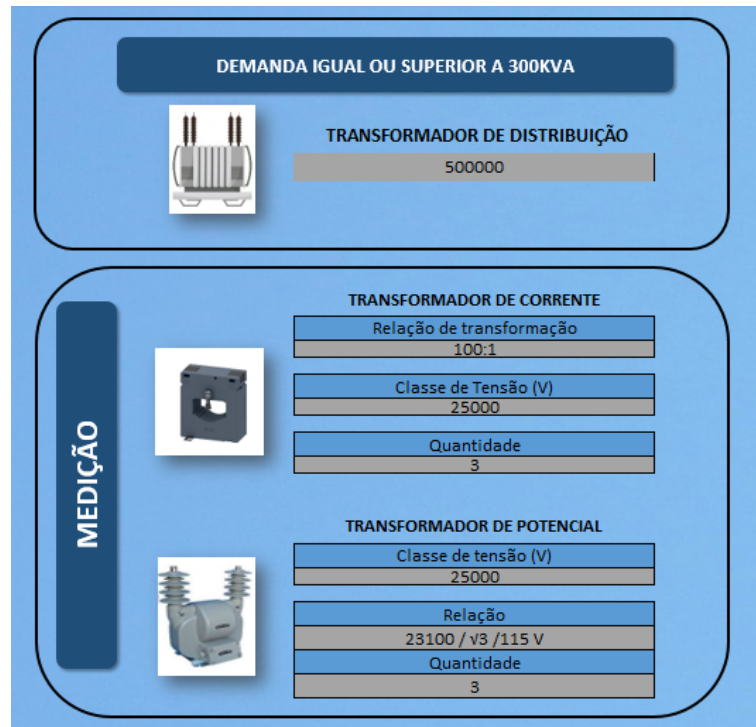 DEMANDA IGUAL OU SUPERIOR A 300KVA
TRANSFORMADOR DE DISTRIBUIÇÃO
500000
MEDIÇÃO
TRANSFORMADOR DE CORRENTE
Relação de transformação
100:1
Classe de Tensão (V)
25000
Quantidade
3
TRANSFORMADOR DE POTENCIAL
Classe de tensão (V)
25000
Relação
23100 / √3 /115 V
Quantidade
3